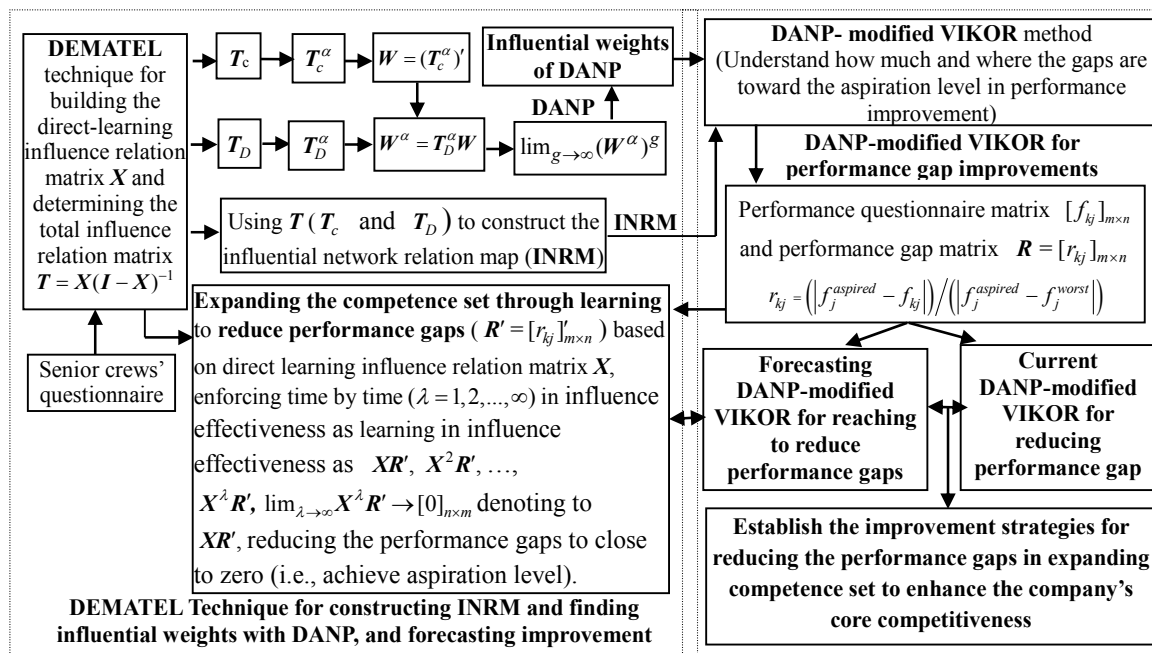 DEMATEL
technique for
building the
direct-learning
influence relation
matrix X and
determining the
total influence
relation matrix
T = X(I − X)⁻¹
Senior crews'
questionnaire
T_c
T_c^α
W = (T_c^α)′
T_D
T_D^α
W^α = T_D^α W
lim_{g→∞}(W^α)^g
DANP
Influential weights
of DANP
Using T ( T_c and T_D ) to construct the
influential network relation map (INRM)
INRM
Expanding the competence set through learning
to reduce performance gaps ( R′ = [r_kj]′_{m×n} ) based
on direct learning influence relation matrix X,
enforcing time by time (λ = 1, 2, ..., ∞) in influence
effectiveness as learning in influence
effectiveness as XR′, X²R′, …,
X^λR′, lim_{λ→∞} X^λR′ → [0]_{n×m} denoting to
XR′, reducing the performance gaps to close
to zero (i.e., achieve aspiration level).
DEMATEL Technique for constructing INRM and finding
influential weights with DANP, and forecasting improvement
DANP- modified VIKOR method
(Understand how much and where the gaps are
toward the aspiration level in performance
improvement)
DANP-modified VIKOR for
performance gap improvements
Performance questionnaire matrix [f_kj]_{m×n}
and performance gap matrix R = [r_kj]_{m×n}
r_kj = (|f_j^aspired − f_kj|)/(|f_j^aspired − f_j^worst|)
Forecasting
DANP-modified
VIKOR for reaching
to reduce
performance gaps
Current
DANP-modified
VIKOR for
reducing
performance gap
Establish the improvement strategies for
reducing the performance gaps in expanding
competence set to enhance the company's
core competitiveness